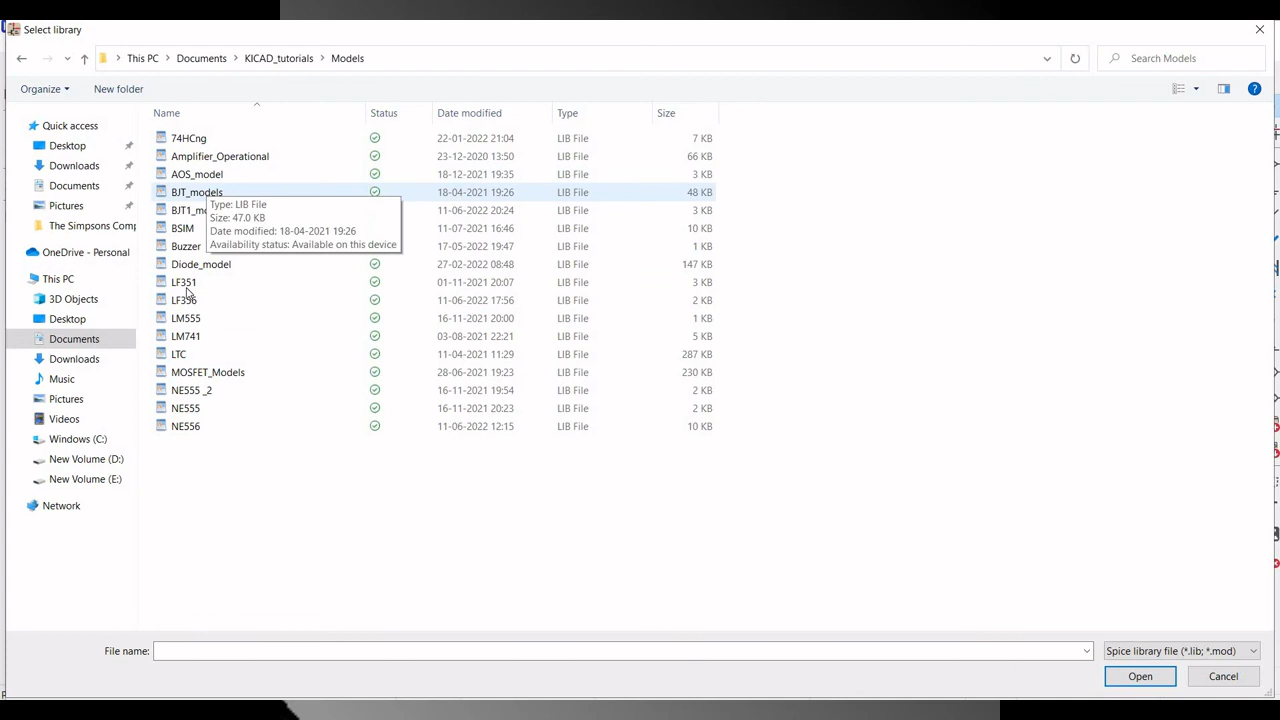 Select library
This PC > Documents > KICAD_tutorials > Models
Search Models
Organize
New folder
Name Status Date modified Type Size
Quick access
Desktop
Downloads
Documents
Pictures
The Simpsons Comp
OneDrive - Personal
This PC
3D Objects
Desktop
Documents
Downloads
Music
Pictures
Videos
Windows (C:)
New Volume (D:)
New Volume (E:)
Network
74HCng 22-01-2022 21:04 LIB File 7 KB
Amplifier_Operational 23-12-2020 13:50 LIB File 66 KB
AOS_model 18-12-2021 19:35 LIB File 3 KB
BJT_models 18-04-2021 19:26 LIB File 48 KB
BJT1_mo 11-06-2022 20:24 LIB File 3 KB
BSIM 11-07-2021 16:46 LIB File 10 KB
Buzzer 17-05-2022 19:47 LIB File 1 KB
Diode_model 27-02-2022 08:48 LIB File 147 KB
LF351 01-11-2021 20:07 LIB File 3 KB
LF356 11-06-2022 17:56 LIB File 2 KB
LM555 16-11-2021 20:00 LIB File 1 KB
LM741 03-08-2021 22:21 LIB File 5 KB
LTC 11-04-2021 11:29 LIB File 287 KB
MOSFET_Models 28-06-2021 19:23 LIB File 230 KB
NE555 _2 16-11-2021 19:54 LIB File 2 KB
NE555 16-11-2021 20:23 LIB File 2 KB
NE556 11-06-2022 12:15 LIB File 10 KB
Type: LIB File
Size: 47.0 KB
Date modified: 18-04-2021 19:26
Availability status: Available on this device
File name:
Spice library file (*.lib; *.mod)
Open
Cancel